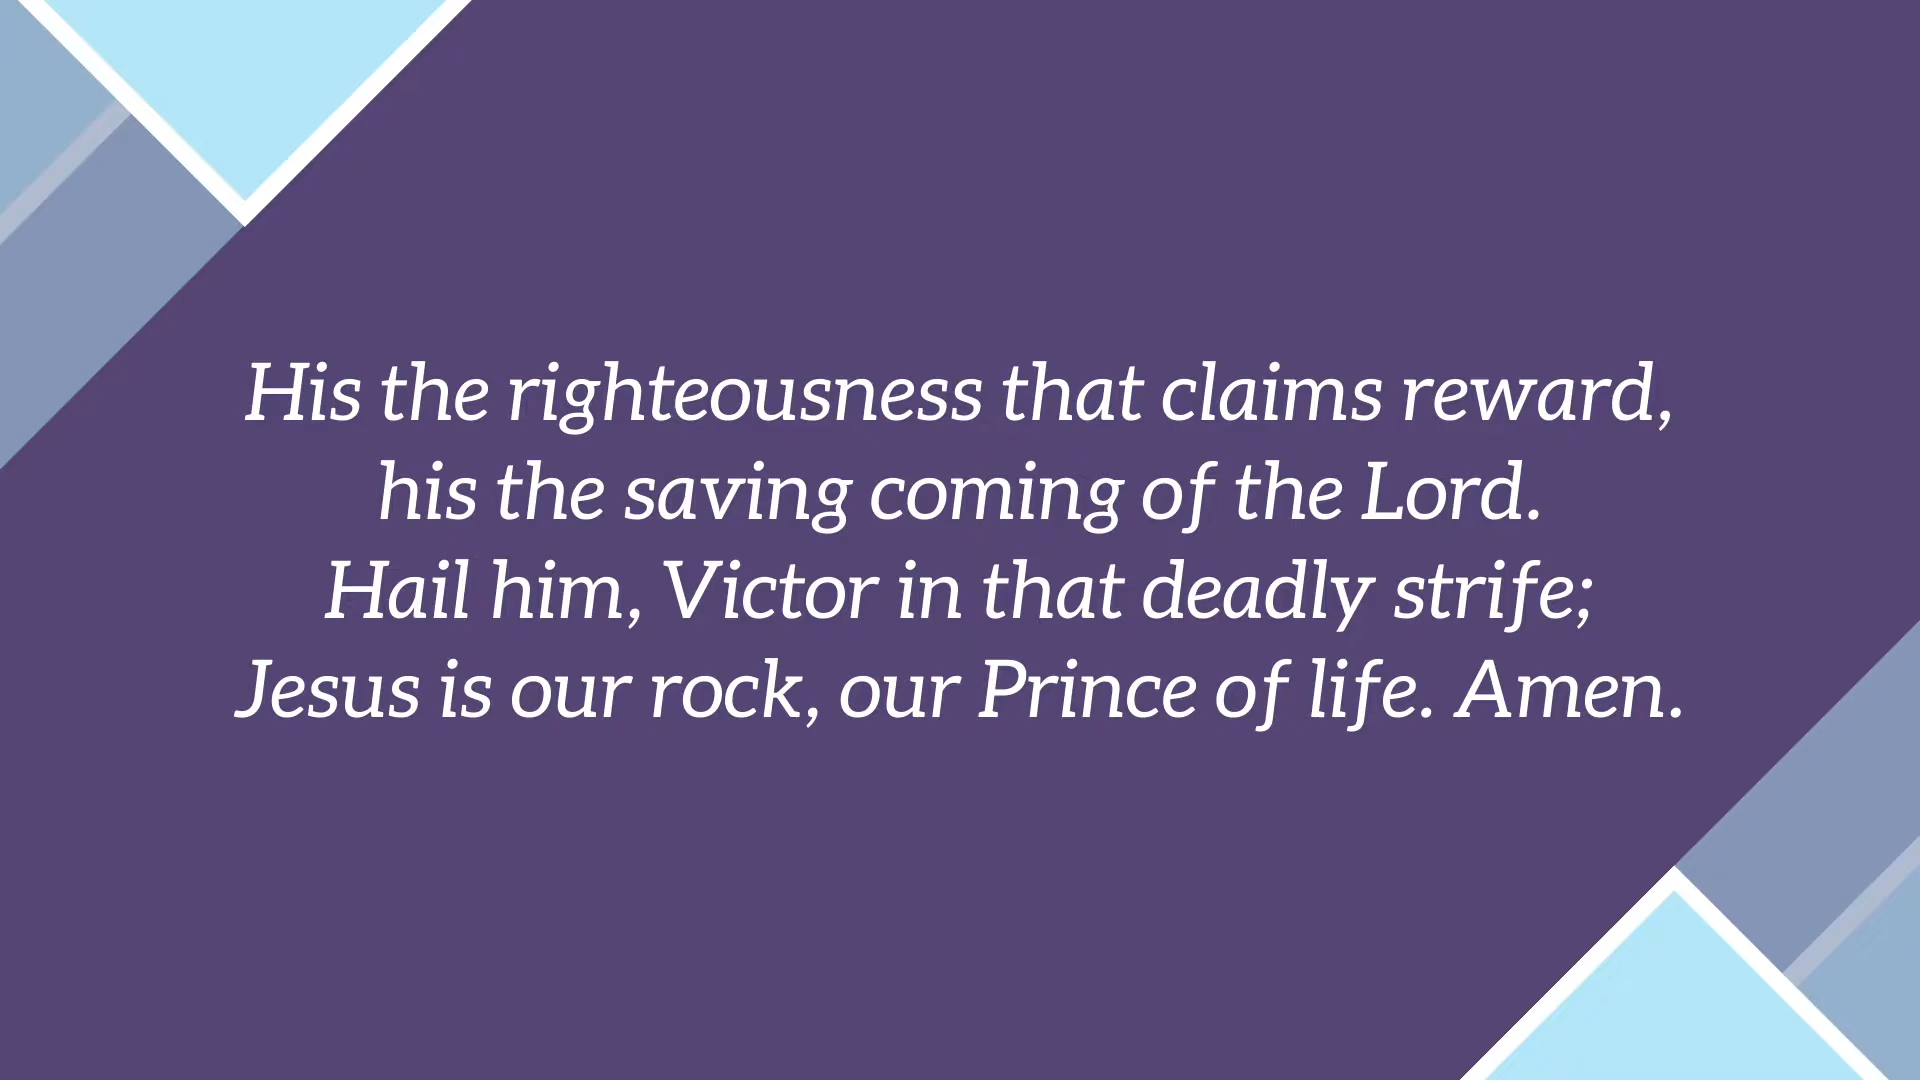 His the righteousness that claims reward,
his the saving coming of the Lord.
Hail him, Victor in that deadly strife;
Jesus is our rock, our Prince of life. Amen.